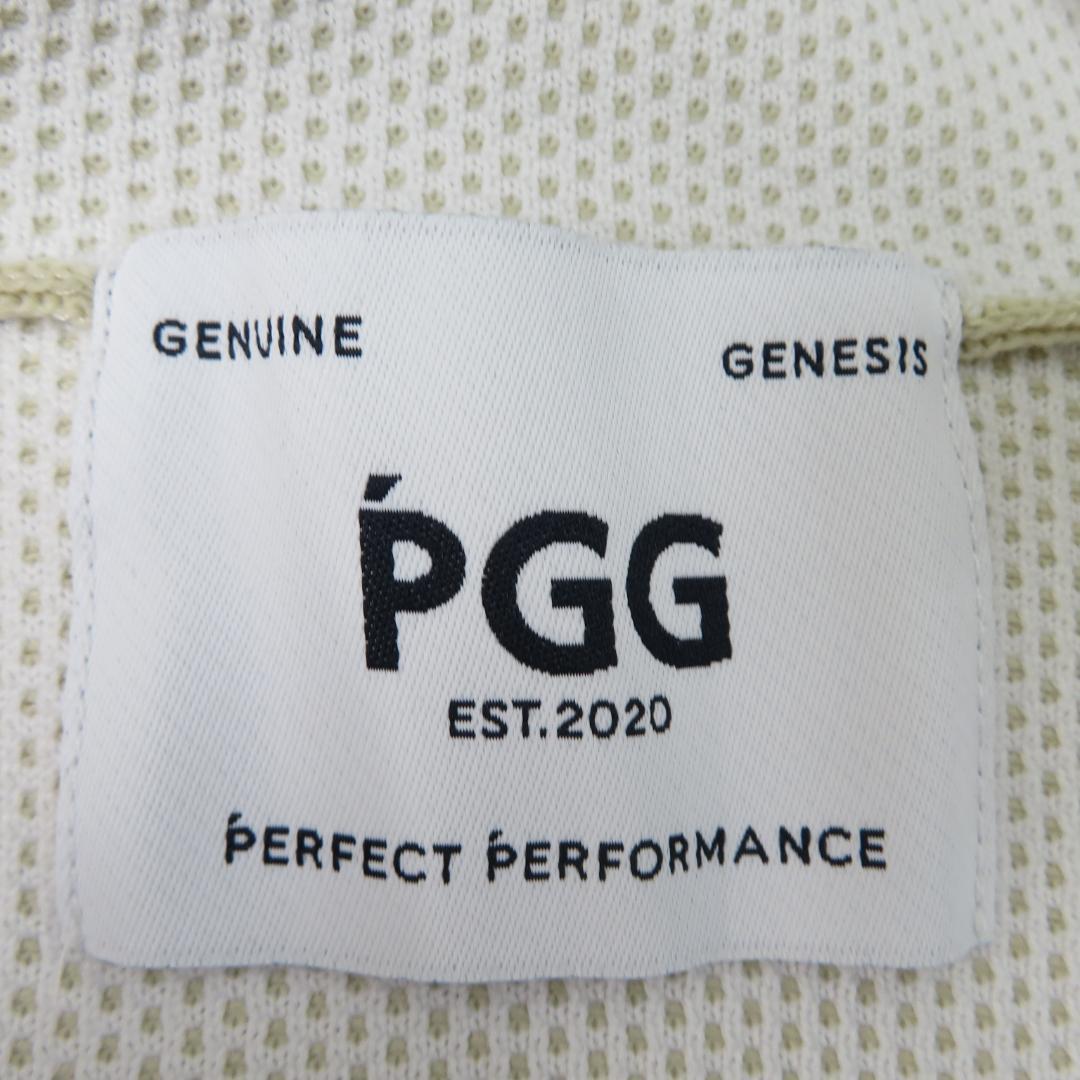 GENUINE GENESIS
ṔGG
EST.2020
ṔERFECT ṔERFORMANCE